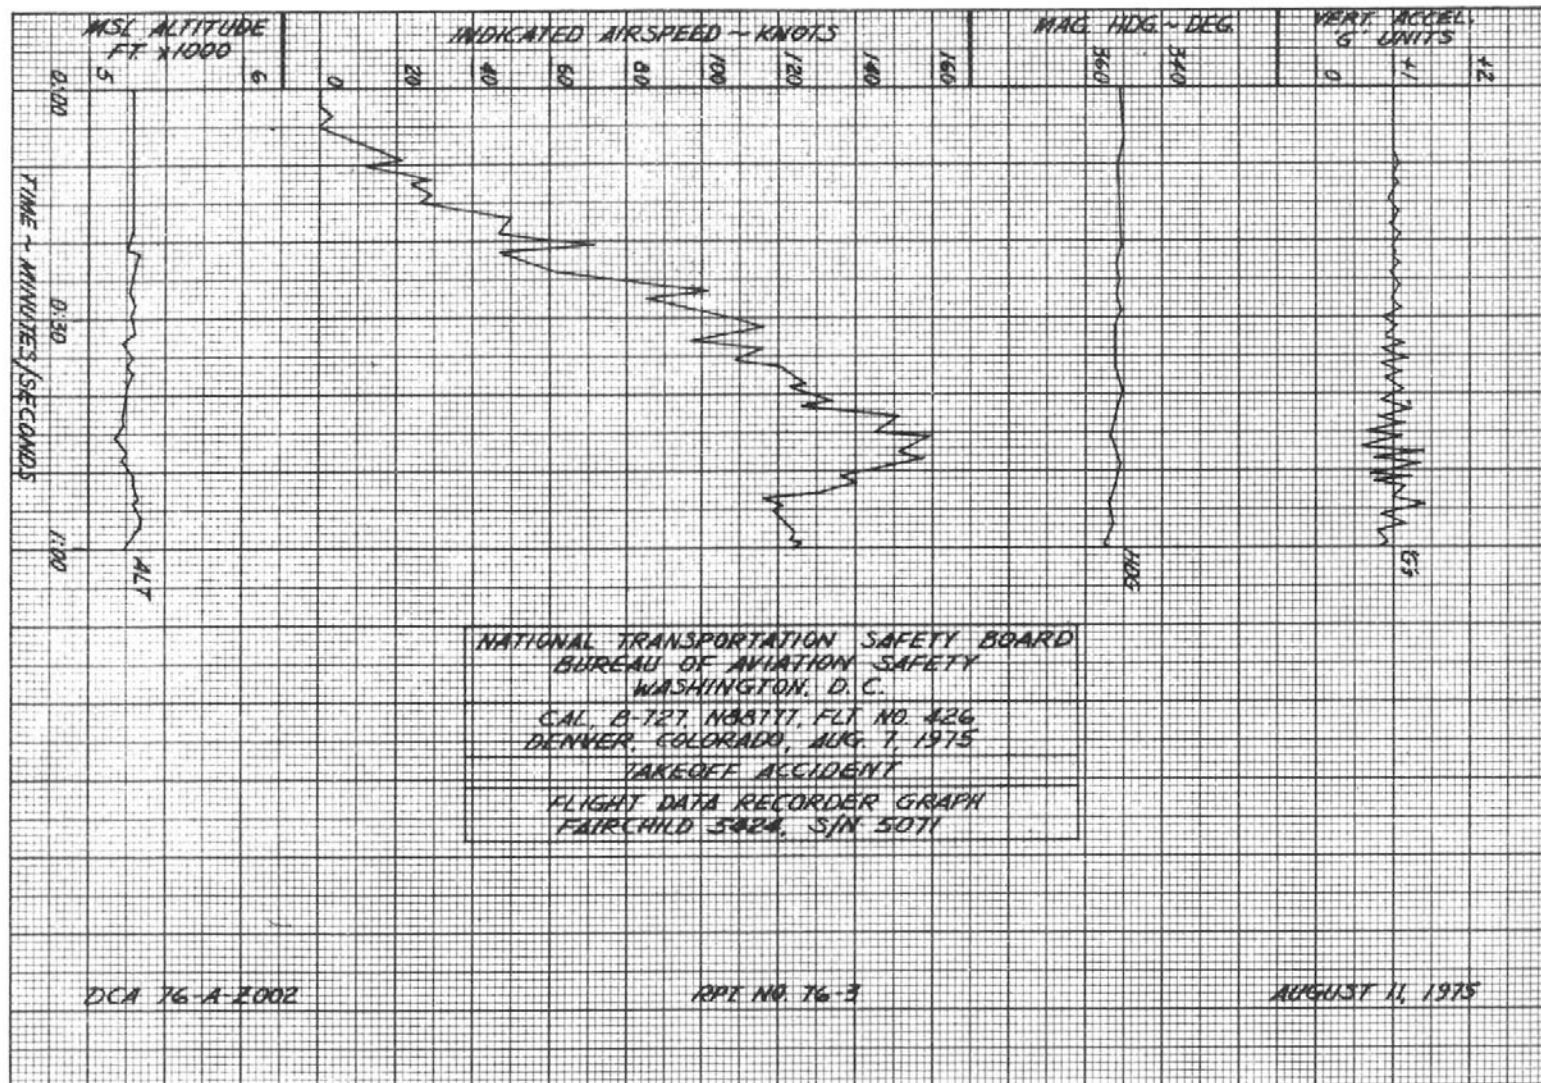 MSL ALTITUDE
FT. x1000
INDICATED AIRSPEED ~ KNOTS
MAG. HDG. ~ DEG.
VERT. ACCEL.
'G' UNITS
5
6
0
20
40
60
80
100
120
140
160
360
340
0
+1
+2
0:00
0:30
1:00
TIME ~ MINUTES/SECONDS
ALT
HDG
G's
NATIONAL TRANSPORTATION SAFETY BOARD
BUREAU OF AVIATION SAFETY
WASHINGTON, D.C.
CAL, B-727, N88777, FLT NO. 426
DENVER, COLORADO, AUG 7, 1975
TAKEOFF ACCIDENT
FLIGHT DATA RECORDER GRAPH
FAIRCHILD 5424, S/N 5071
DCA 76-A-Z002
RPT NO. 76-3
AUGUST 11, 1975